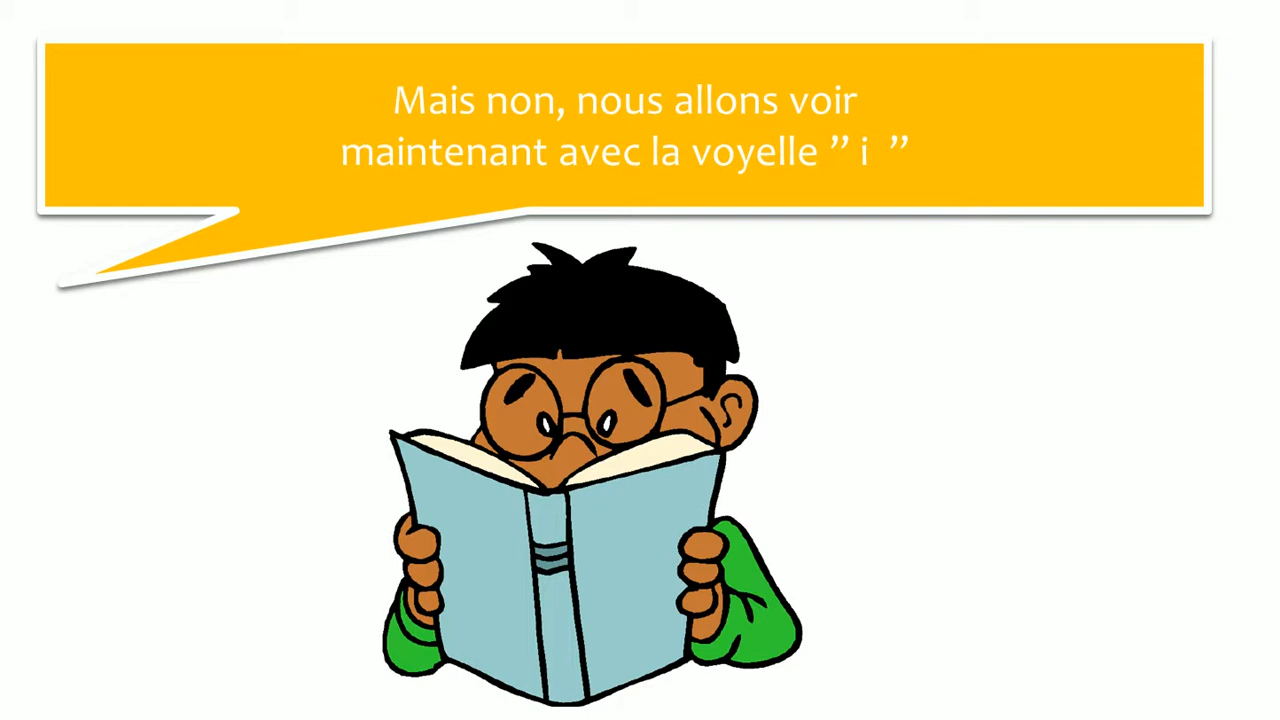 Mais non, nous allons voir
maintenant avec la voyelle ” i ”